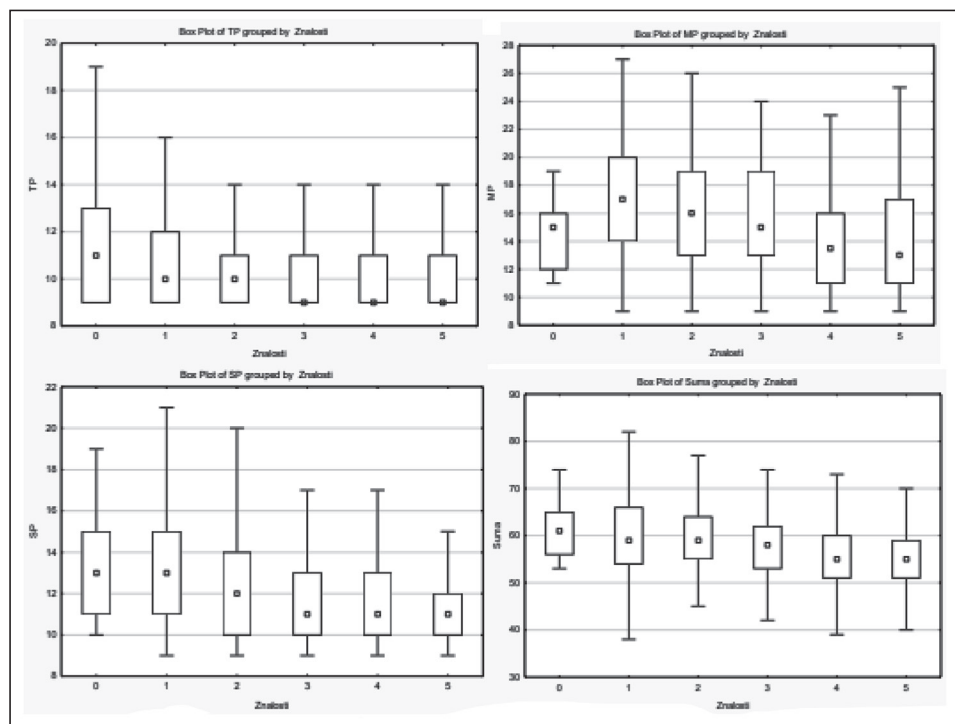 Box Plot of TP grouped by Znalosti
20
18
16
14
12
10
8
TP
0 1 2 3 4 5
Znalosti
Box Plot of MP grouped by Znalosti
28
26
24
22
20
18
16
14
12
10
8
MP
0 1 2 3 4 5
Znalosti
Box Plot of SP grouped by Znalosti
22
20
18
16
14
12
10
8
SP
0 1 2 3 4 5
Znalosti
Box Plot of Suma grouped by Znalosti
90
80
70
60
50
40
30
Suma
0 1 2 3 4 5
Znalosti